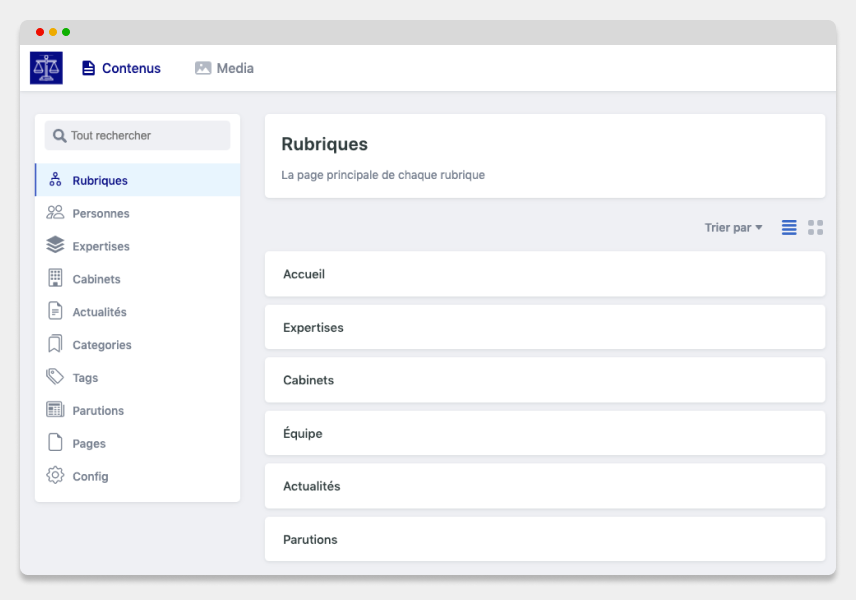 Contenus
Media
Tout rechercher
Rubriques
Personnes
Expertises
Cabinets
Actualités
Categories
Tags
Parutions
Pages
Config
Rubriques
La page principale de chaque rubrique
Trier par
Accueil
Expertises
Cabinets
Équipe
Actualités
Parutions